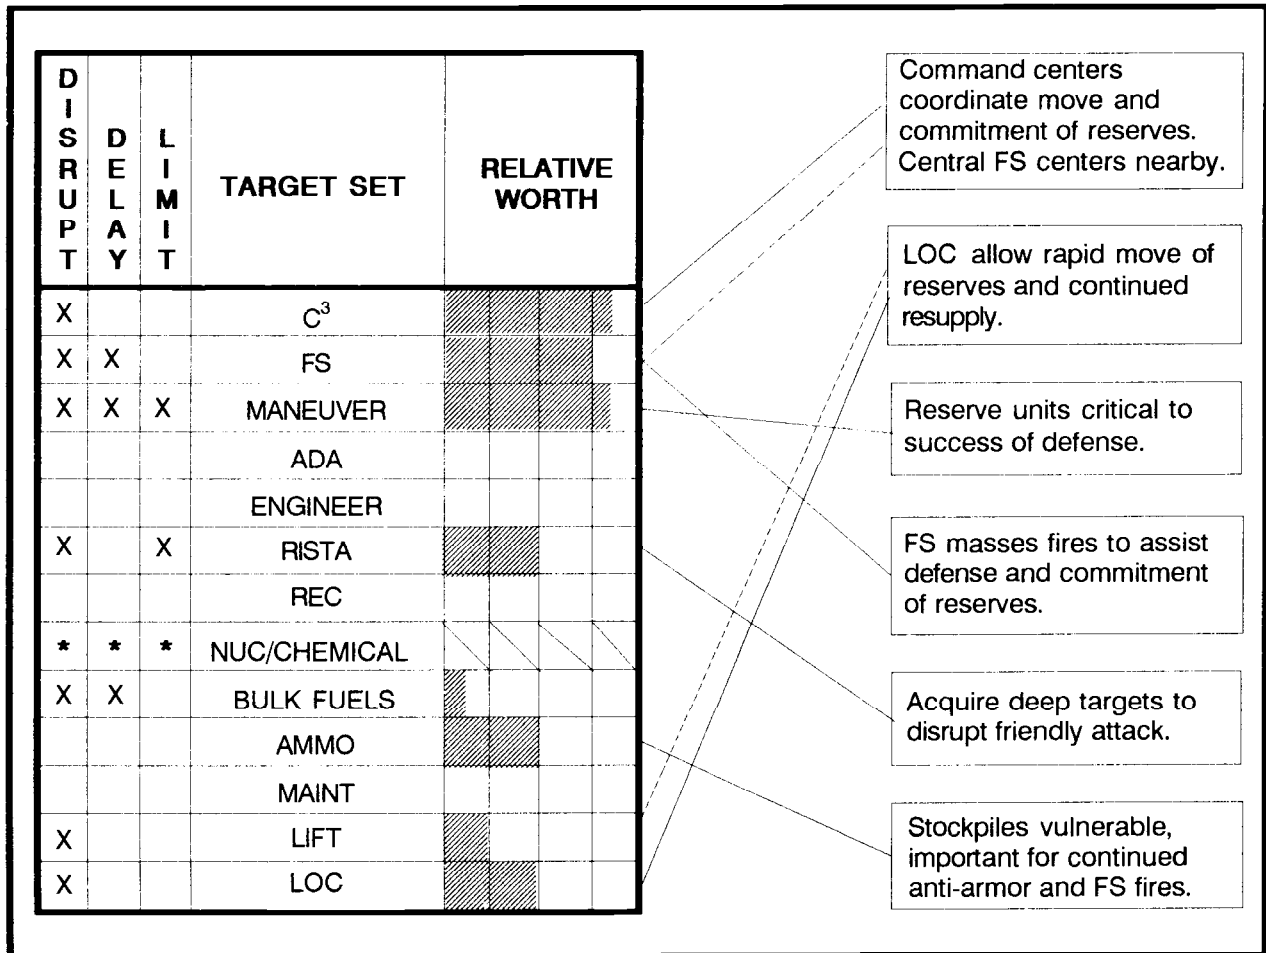 DISRUPT DELAY LIMIT TARGET SET RELATIVE
WORTH
X C³
X X FS
X X X MANEUVER
ADA
ENGINEER
X X RISTA
REC
* * * NUC/CHEMICAL
X X BULK FUELS
AMMO
MAINT
X LIFT
X LOC
Command centers
coordinate move and
commitment of reserves.
Central FS centers nearby.
LOC allow rapid move of
reserves and continued
resupply.
Reserve units critical to
success of defense.
FS masses fires to assist
defense and commitment
of reserves.
Acquire deep targets to
disrupt friendly attack.
Stockpiles vulnerable,
important for continued
anti-armor and FS fires.